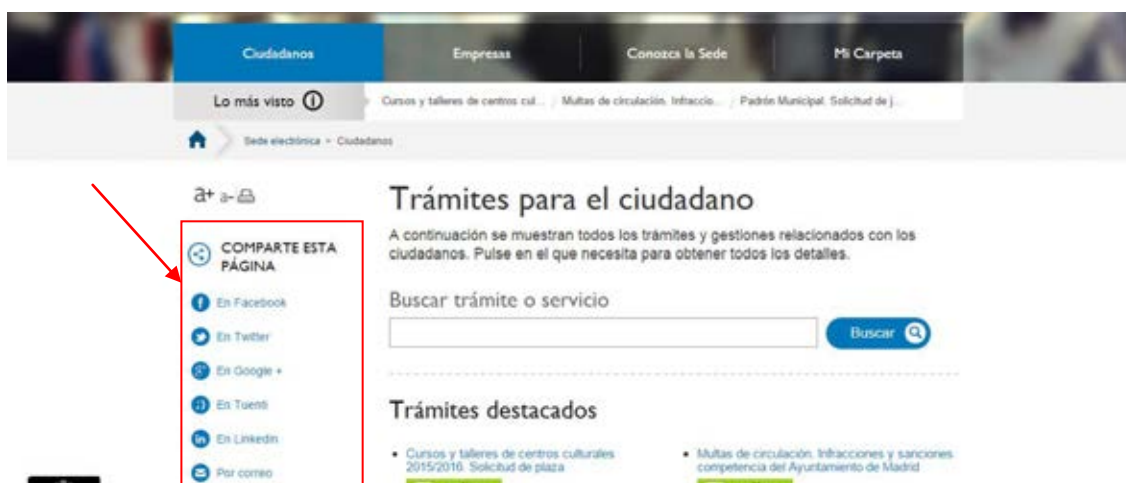 Ciudadanos
Empresas
Conozca la Sede
Mi Carpeta
Lo más visto
Cursos y talleres de centros cul... / Multas de circulación. Infraccio... / Padrón Municipal. Solicitud de j...
Sede electrónica • Ciudadanos
a+ a-
COMPARTE ESTA
PÁGINA
En Facebook
En Twitter
En Google +
En Tuenti
En Linkedin
Por correo
Trámites para el ciudadano
A continuación se muestran todos los trámites y gestiones relacionados con los
ciudadanos. Pulse en el que necesita para obtener todos los detalles.
Buscar trámite o servicio
Buscar
Trámites destacados
• Cursos y talleres de centros culturales
2015/2016. Solicitud de plaza
• Multas de circulación. Infracciones y sanciones
competencia del Ayuntamiento de Madrid